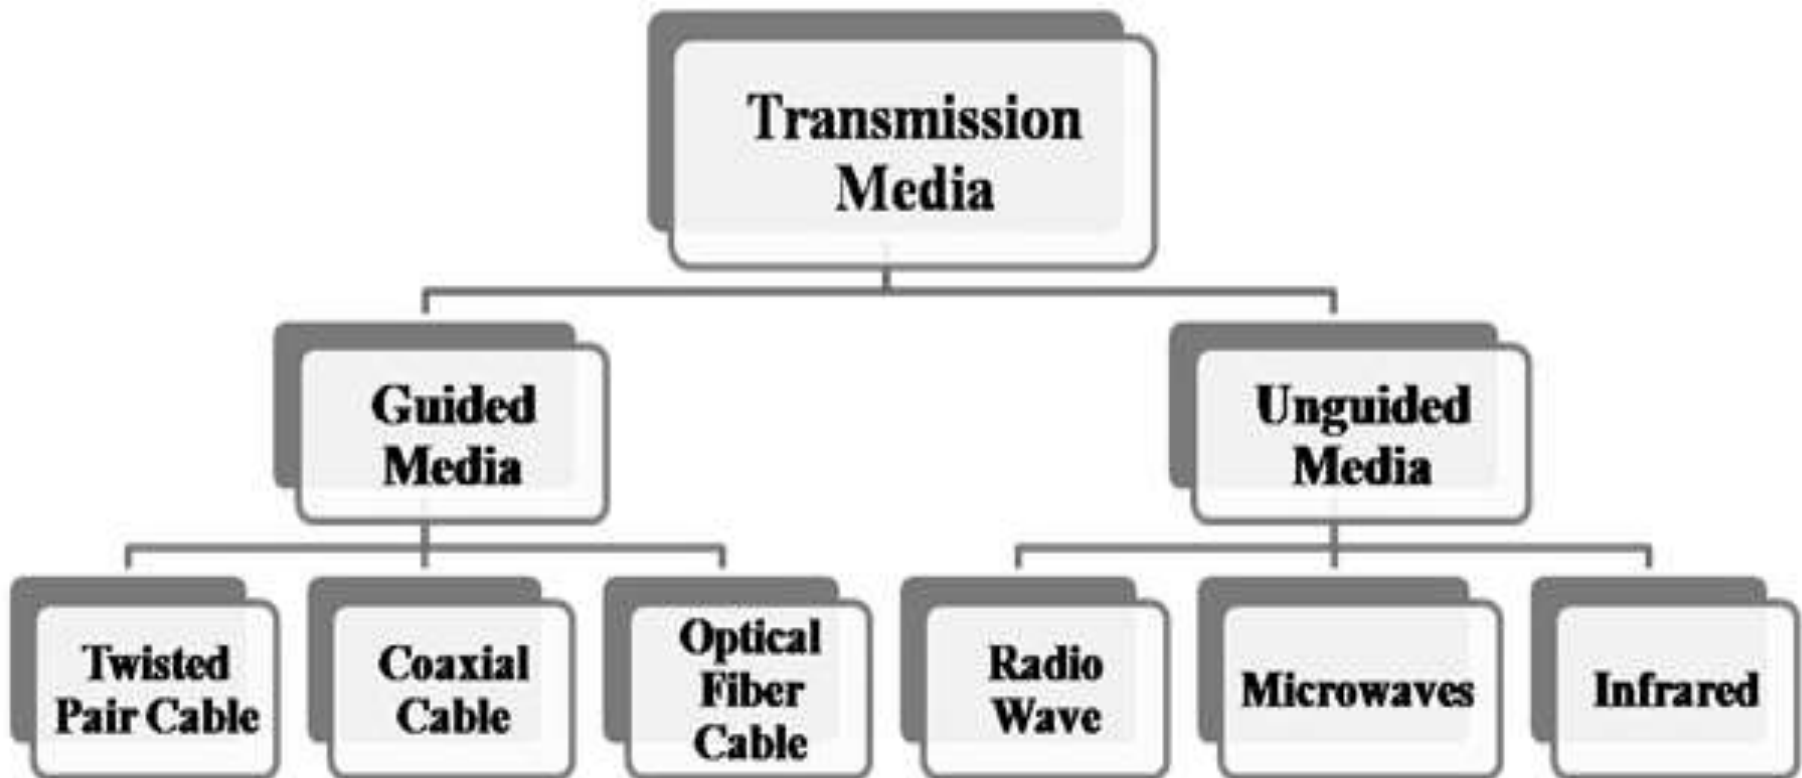 Transmission
Media
Guided
Media
Unguided
Media
Twisted
Pair Cable
Coaxial
Cable
Optical
Fiber
Cable
Radio
Wave
Microwaves
Infrared